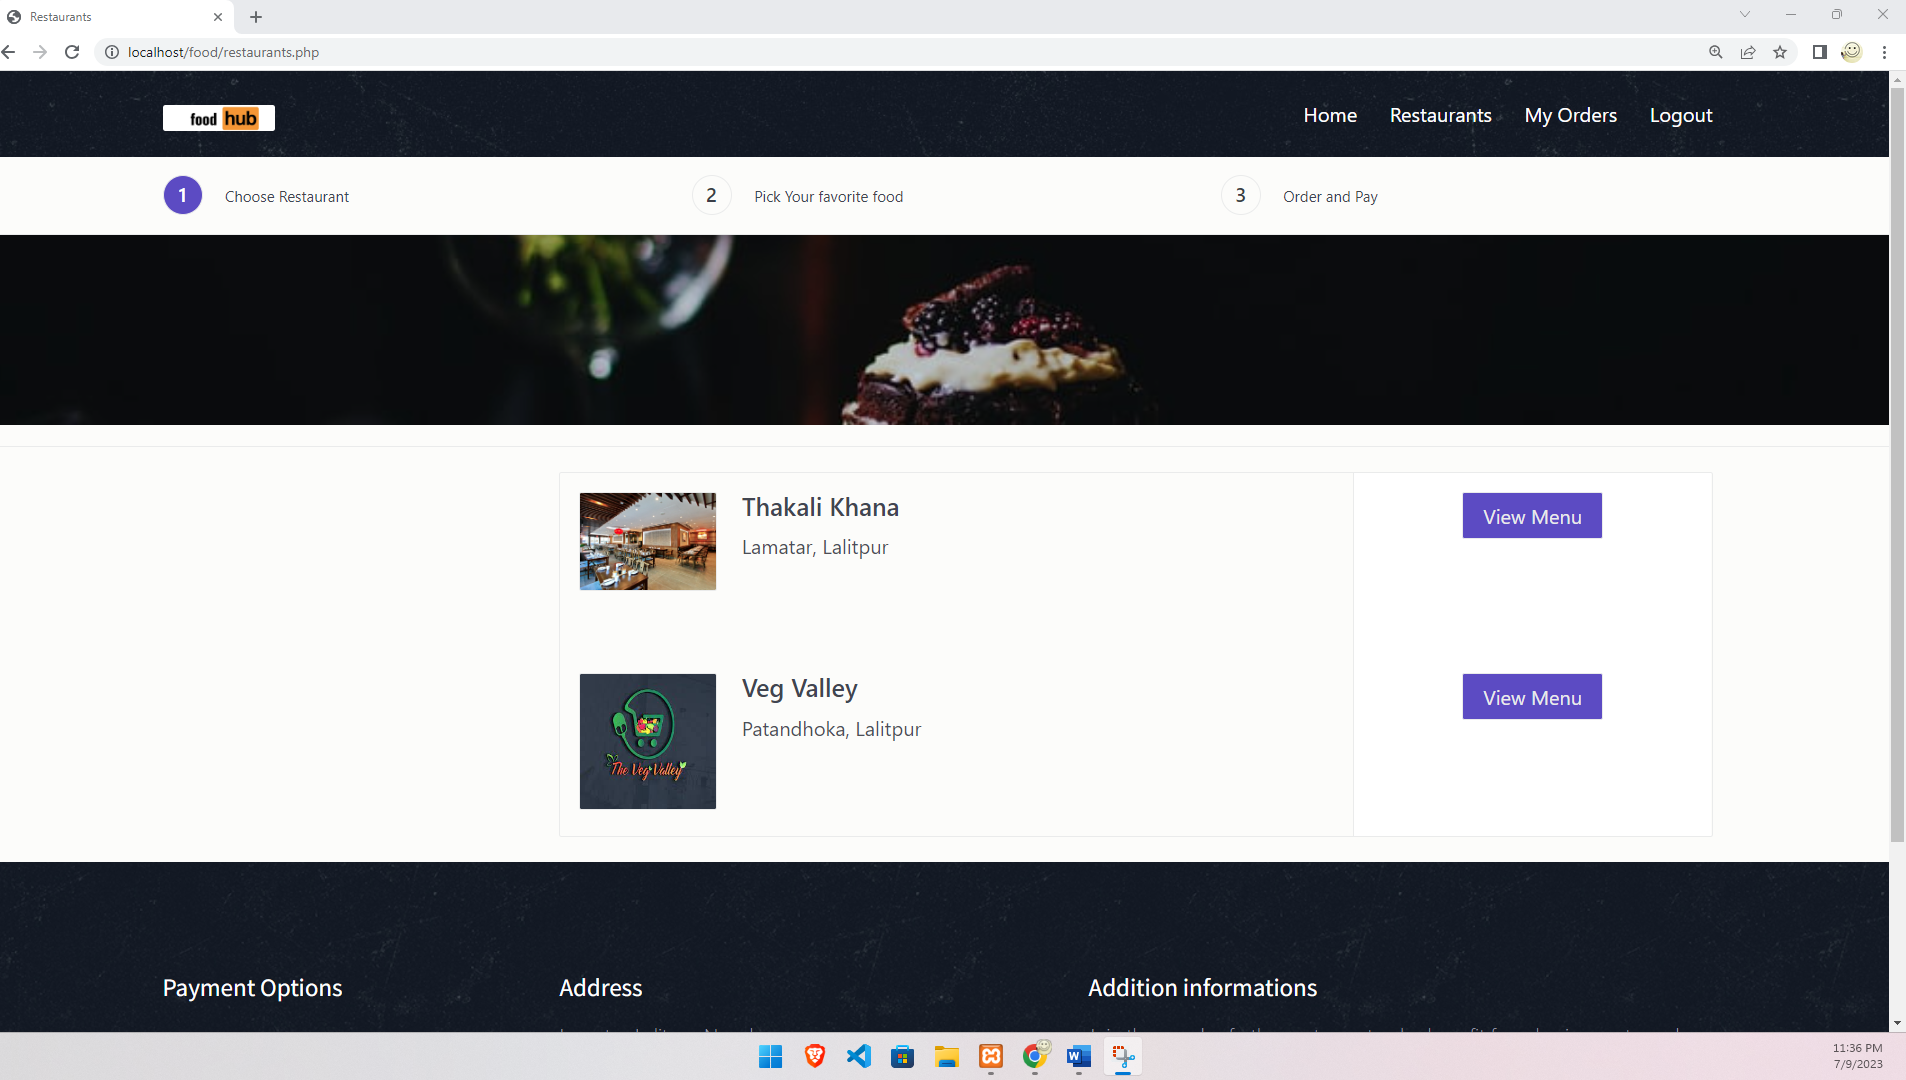 Restaurants
localhost/food/restaurants.php
food hub
Home Restaurants My Orders Logout
1 Choose Restaurant 2 Pick Your favorite food 3 Order and Pay
Thakali Khana
Lamatar, Lalitpur
View Menu
The Veg Valley
Veg Valley
Patandhoka, Lalitpur
View Menu
Payment Options Address Addition informations
11:36 PM
7/9/2023